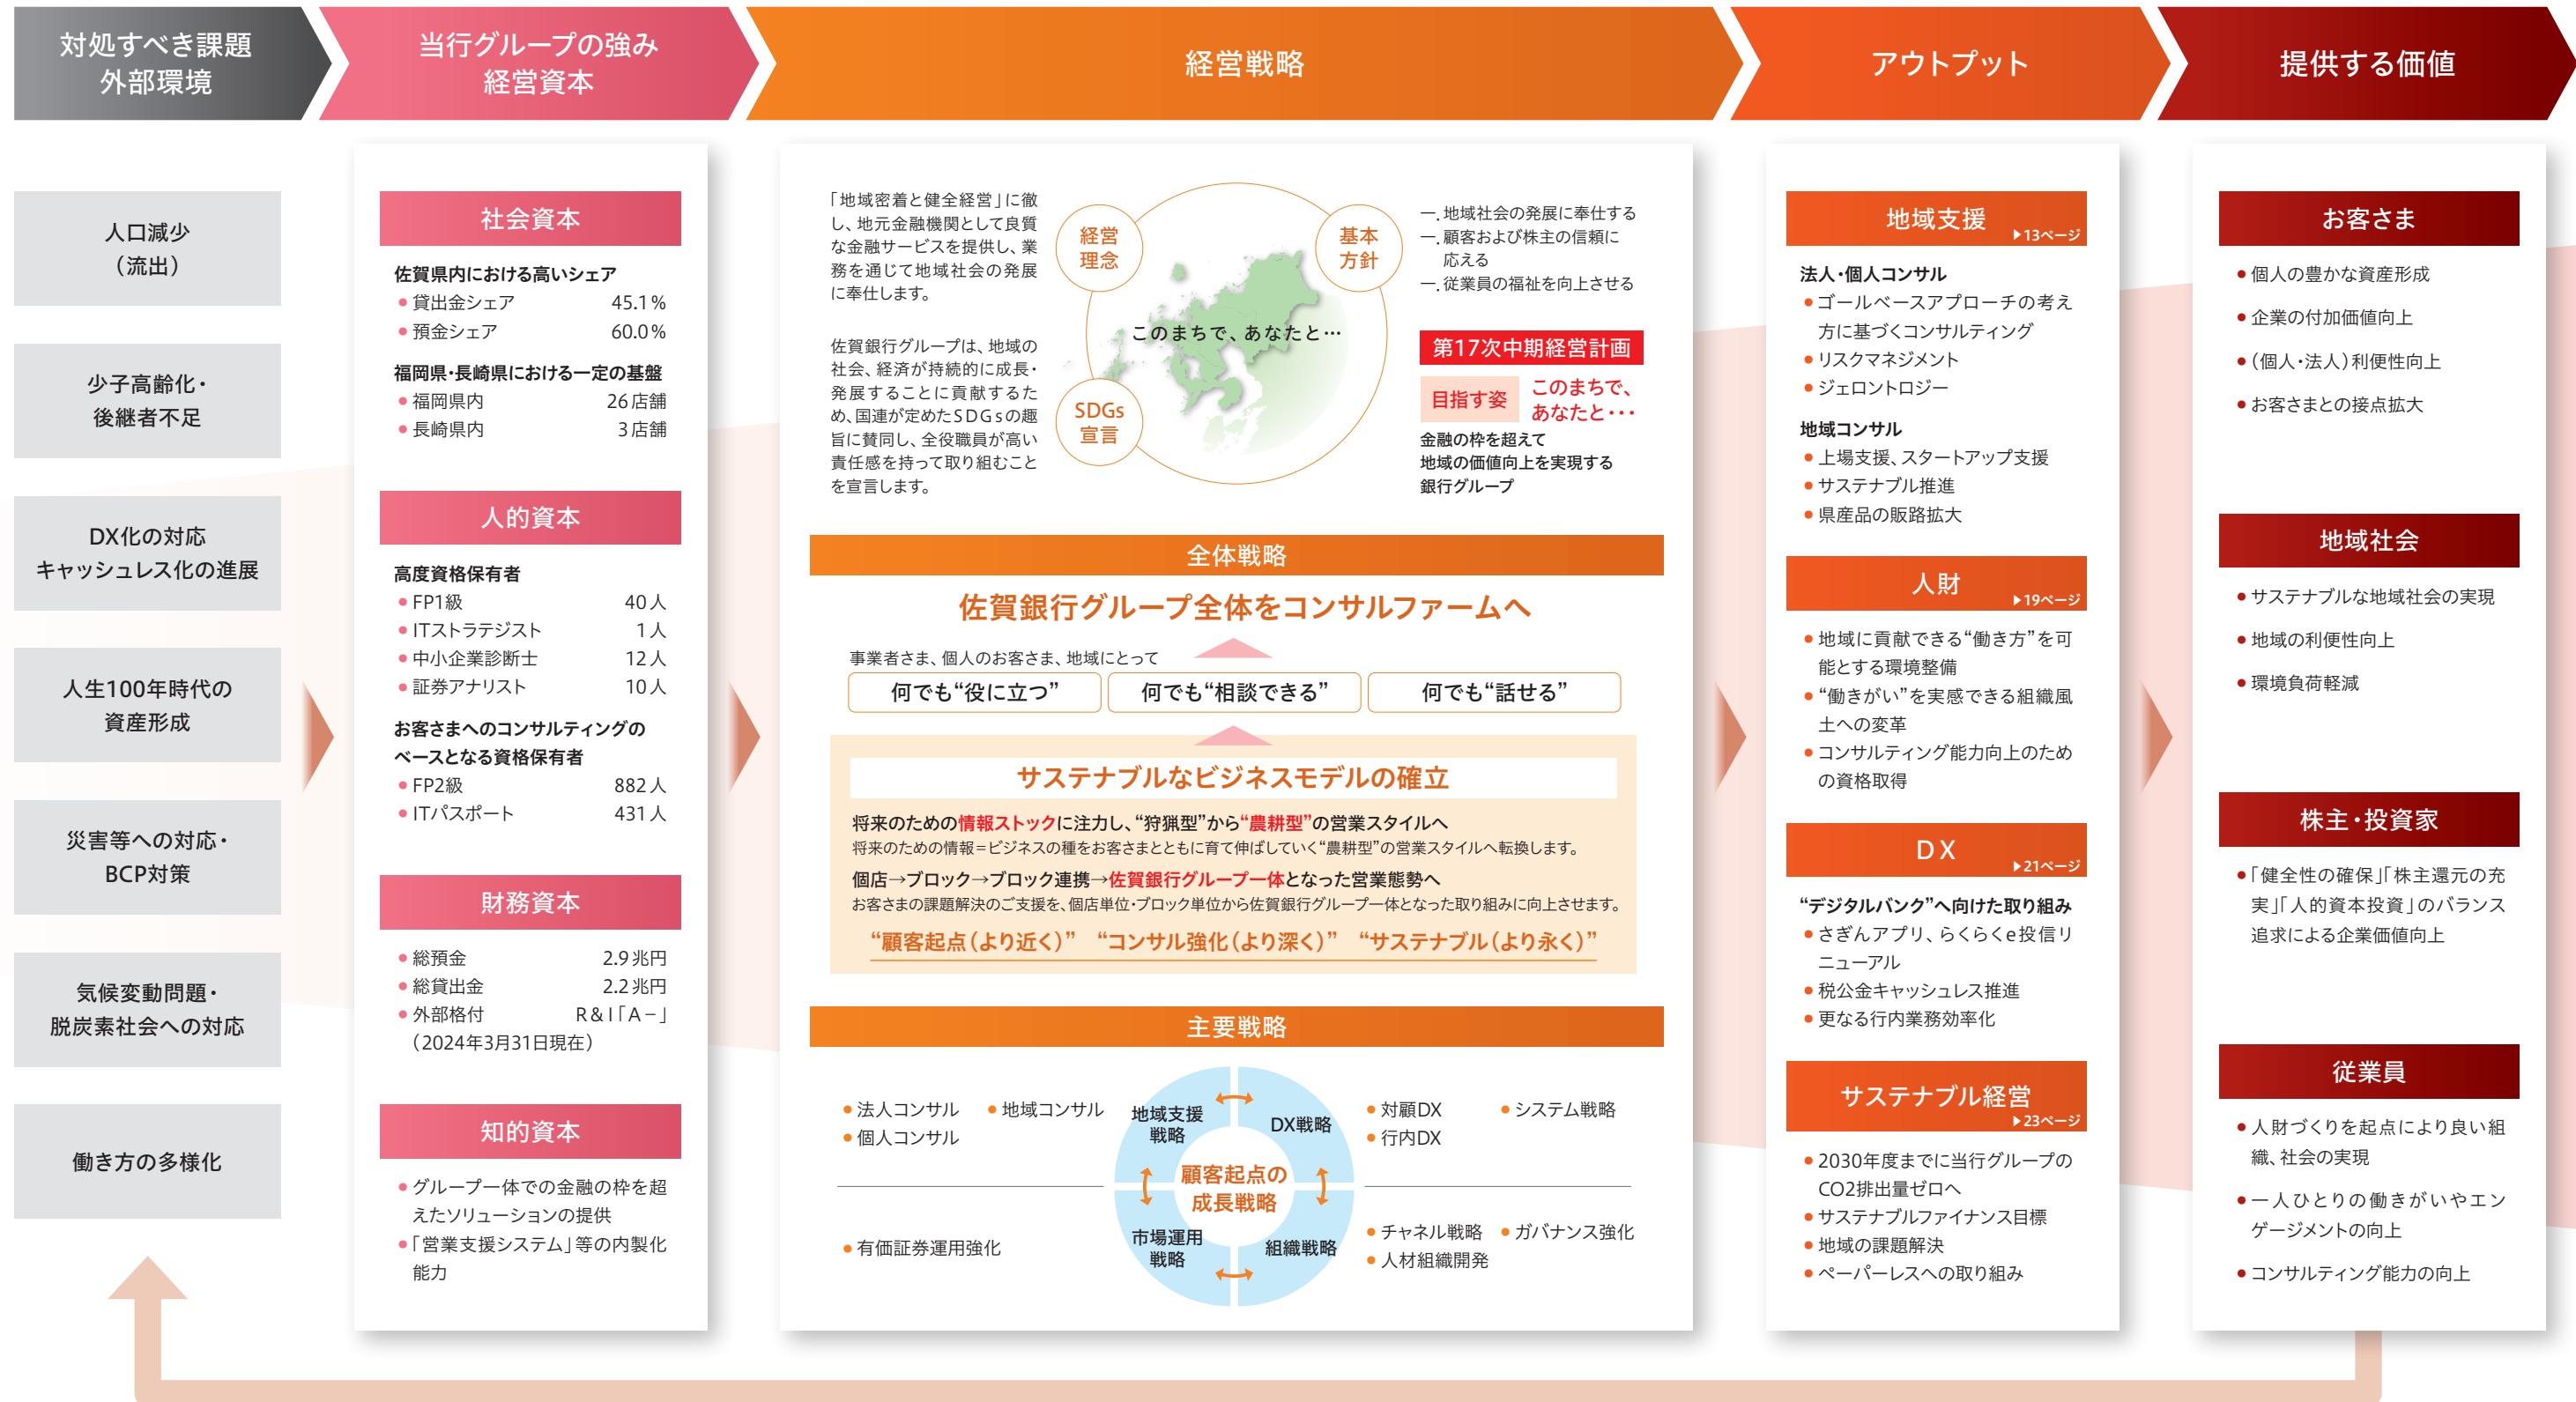 対処すべき課題
外部環境
当行グループの強み
経営資本
経営戦略
アウトプット
提供する価値
人口減少
（流出）
少子高齢化・
後継者不足
DX化の対応
キャッシュレス化の進展
人生100年時代の
資産形成
災害等への対応・
BCP対策
気候変動問題・
脱炭素社会への対応
働き方の多様化
社会資本
佐賀県内における高いシェア
● 貸出金シェア 45.1%
● 預金シェア 60.0%
福岡県・長崎県における一定の基盤
● 福岡県内 26店舗
● 長崎県内 3店舗
人的資本
高度資格保有者
● FP1級 40人
● ITストラテジスト 1人
● 中小企業診断士 12人
● 証券アナリスト 10人
お客さまへのコンサルティングの
ベースとなる資格保有者
● FP2級 882人
● ITパスポート 431人
財務資本
● 総預金 2.9兆円
● 総貸出金 2.2兆円
● 外部格付 R&I「A−」
（2024年3月31日現在）
知的資本
● グループ一体での金融の枠を超
えたソリューションの提供
● 「営業支援システム」等の内製化
能力
「地域密着と健全経営」に徹
し、地元金融機関として良質
な金融サービスを提供し、業
務を通じて地域社会の発展
に奉仕します。
佐賀銀行グループは、地域の
社会、経済が持続的に成長・
発展することに貢献するた
め、国連が定めたSDGsの趣
旨に賛同し、全役職員が高い
責任感を持って取り組むこと
を宣言します。
経営
理念
基本
方針
このまちで、あなたと…
SDGs
宣言
一. 地域社会の発展に奉仕する
一. 顧客および株主の信頼に
応える
一. 従業員の福祉を向上させる
第17次中期経営計画
目指す姿
このまちで、
あなたと・・・
金融の枠を超えて
地域の価値向上を実現する
銀行グループ
全体戦略
佐賀銀行グループ全体をコンサルファームへ
事業者さま、個人のお客さま、地域にとって
何でも“役に立つ”
何でも“相談できる”
何でも“話せる”
サステナブルなビジネスモデルの確立
将来のための情報ストックに注力し、“狩猟型”から“農耕型”の営業スタイルへ
将来のための情報＝ビジネスの種をお客さまとともに育て伸ばしていく“農耕型”の営業スタイルへ転換します。
個店→ブロック→ブロック連携→佐賀銀行グループ一体となった営業態勢へ
お客さまの課題解決のご支援を、個店単位・ブロック単位から佐賀銀行グループ一体となった取り組みに向上させます。
“顧客起点（より近く）” “コンサル強化（より深く）” “サステナブル（より永く）”
主要戦略
● 法人コンサル ● 地域コンサル
● 個人コンサル
地域支援
戦略
DX戦略
● 対顧DX ● システム戦略
● 行内DX
顧客起点の
成長戦略
● 有価証券運用強化
市場運用
戦略
組織戦略
● チャネル戦略 ● ガバナンス強化
● 人材組織開発
地域支援
▶13ページ
法人・個人コンサル
● ゴールベースアプローチの考え
方に基づくコンサルティング
● リスクマネジメント
● ジェロントロジー
地域コンサル
● 上場支援、スタートアップ支援
● サステナブル推進
● 県産品の販路拡大
人財
▶19ページ
● 地域に貢献できる“働き方”を可
能とする環境整備
● “働きがい”を実感できる組織風
土への変革
● コンサルティング能力向上のため
の資格取得
DX
▶21ページ
“デジタルバンク”へ向けた取り組み
● さぎんアプリ、らくらくe投信リ
ニューアル
● 税公金キャッシュレス推進
● 更なる行内業務効率化
サステナブル経営
▶23ページ
● 2030年度までに当行グループの
CO2排出量ゼロへ
● サステナブルファイナンス目標
● 地域の課題解決
● ペーパーレスへの取り組み
お客さま
● 個人の豊かな資産形成
● 企業の付加価値向上
● （個人・法人）利便性向上
● お客さまとの接点拡大
地域社会
● サステナブルな地域社会の実現
● 地域の利便性向上
● 環境負荷軽減
株主・投資家
● 「健全性の確保」「株主還元の充
実」「人的資本投資」のバランス
追求による企業価値向上
従業員
● 人財づくりを起点により良い組
織、社会の実現
● 一人ひとりの働きがいやエン
ゲージメントの向上
● コンサルティング能力の向上